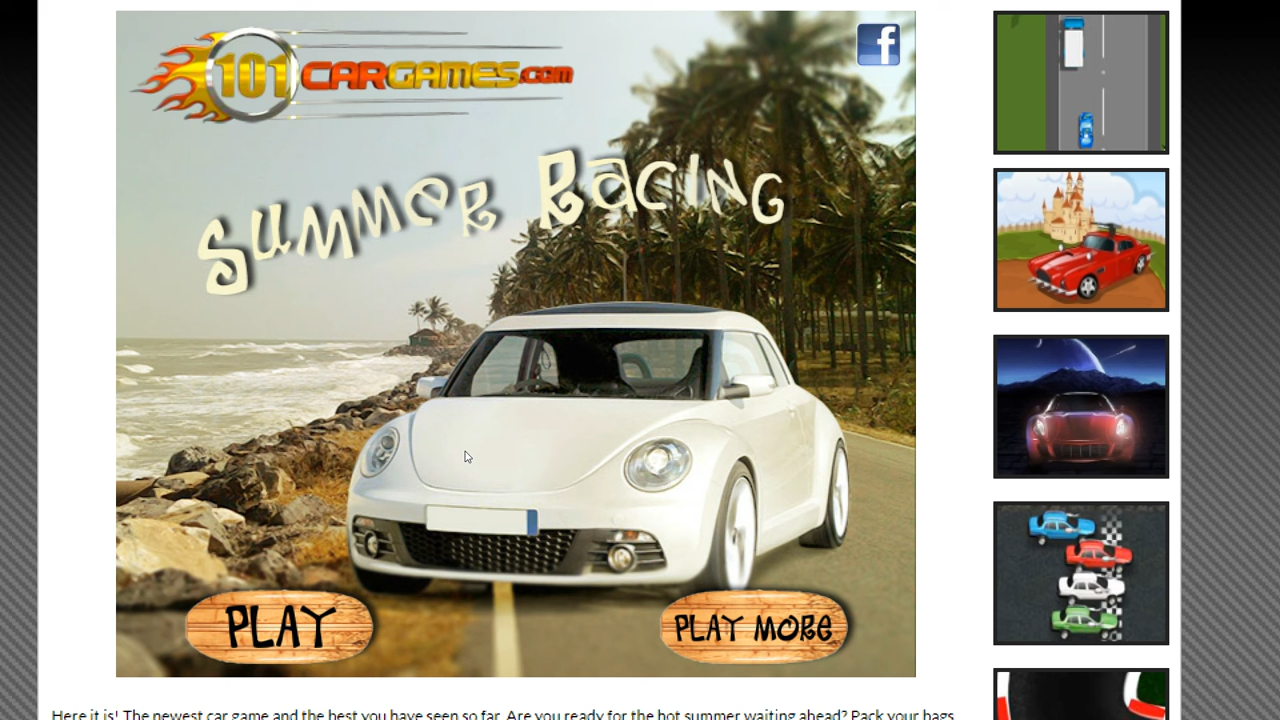 101CARGAMES.COM
SUMMER RACING
PLAY
PLAY MORE
Here it is! The newest car game and the best you have seen so far. Are you ready for the hot summer waiting ahead? Pack your bags